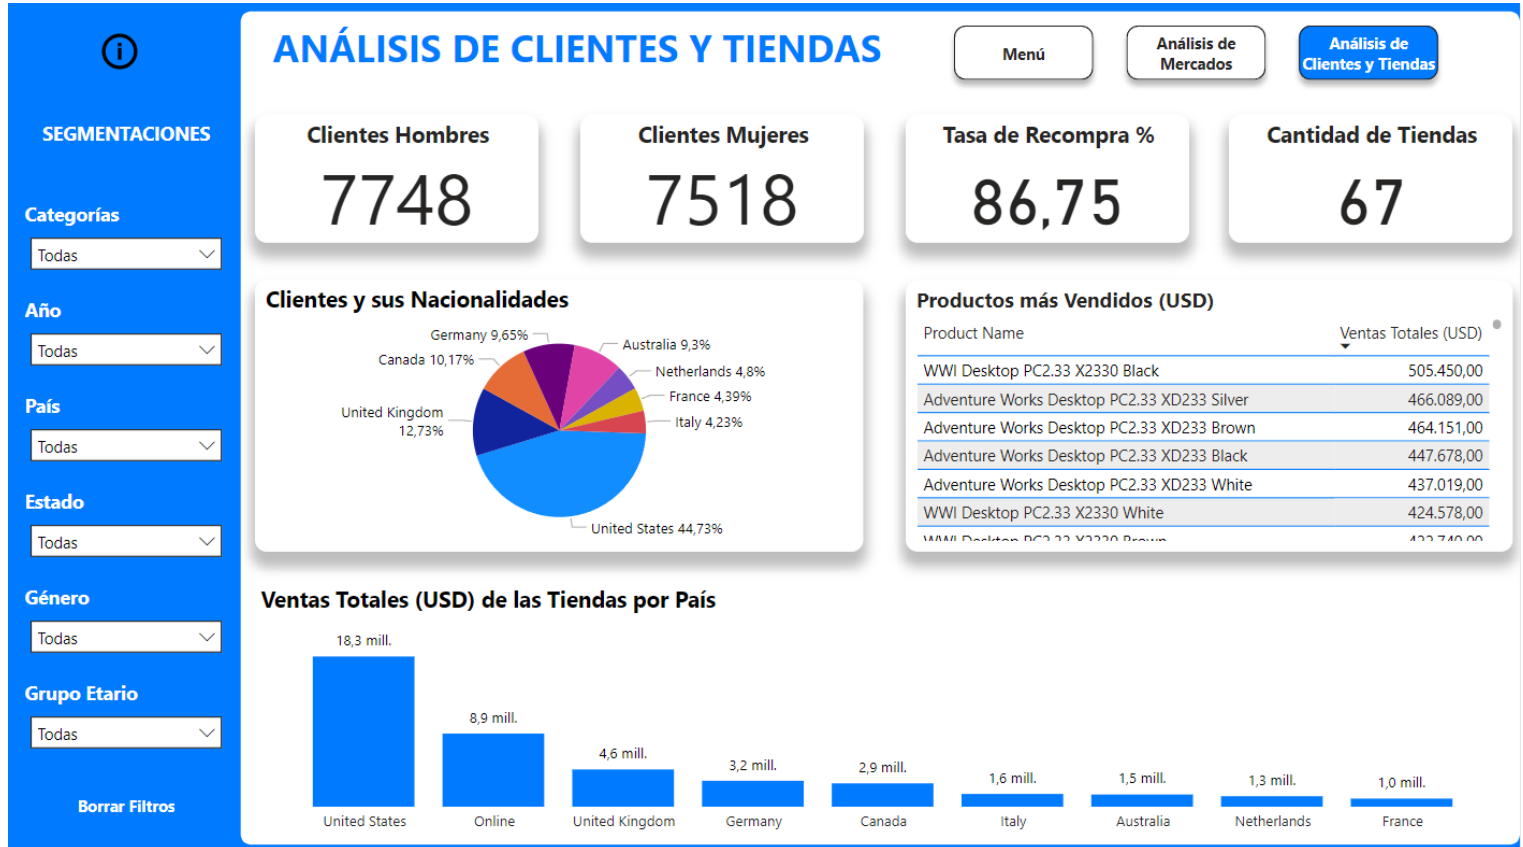 ANÁLISIS DE CLIENTES Y TIENDAS
Menú
Análisis de
Mercados
Análisis de
Clientes y Tiendas
SEGMENTACIONES
Categorías
Todas
Año
Todas
País
Todas
Estado
Todas
Género
Todas
Grupo Etario
Todas
Borrar Filtros
Clientes Hombres
7748
Clientes Mujeres
7518
Tasa de Recompra %
86,75
Cantidad de Tiendas
67
Clientes y sus Nacionalidades
Germany 9,65%
Australia 9,3%
Canada 10,17%
Netherlands 4,8%
France 4,39%
United Kingdom
12,73%
Italy 4,23%
United States 44,73%
Productos más Vendidos (USD)
Product Name Ventas Totales (USD)
WWI Desktop PC2.33 X2330 Black 505.450,00
Adventure Works Desktop PC2.33 XD233 Silver 466.089,00
Adventure Works Desktop PC2.33 XD233 Brown 464.151,00
Adventure Works Desktop PC2.33 XD233 Black 447.678,00
Adventure Works Desktop PC2.33 XD233 White 437.019,00
WWI Desktop PC2.33 X2330 White 424.578,00
WWI Desktop PC2.33 X2330 Brown
Ventas Totales (USD) de las Tiendas por País
18,3 mill.
8,9 mill.
4,6 mill.
3,2 mill.
2,9 mill.
1,6 mill.
1,5 mill.
1,3 mill.
1,0 mill.
United States Online United Kingdom Germany Canada Italy Australia Netherlands France